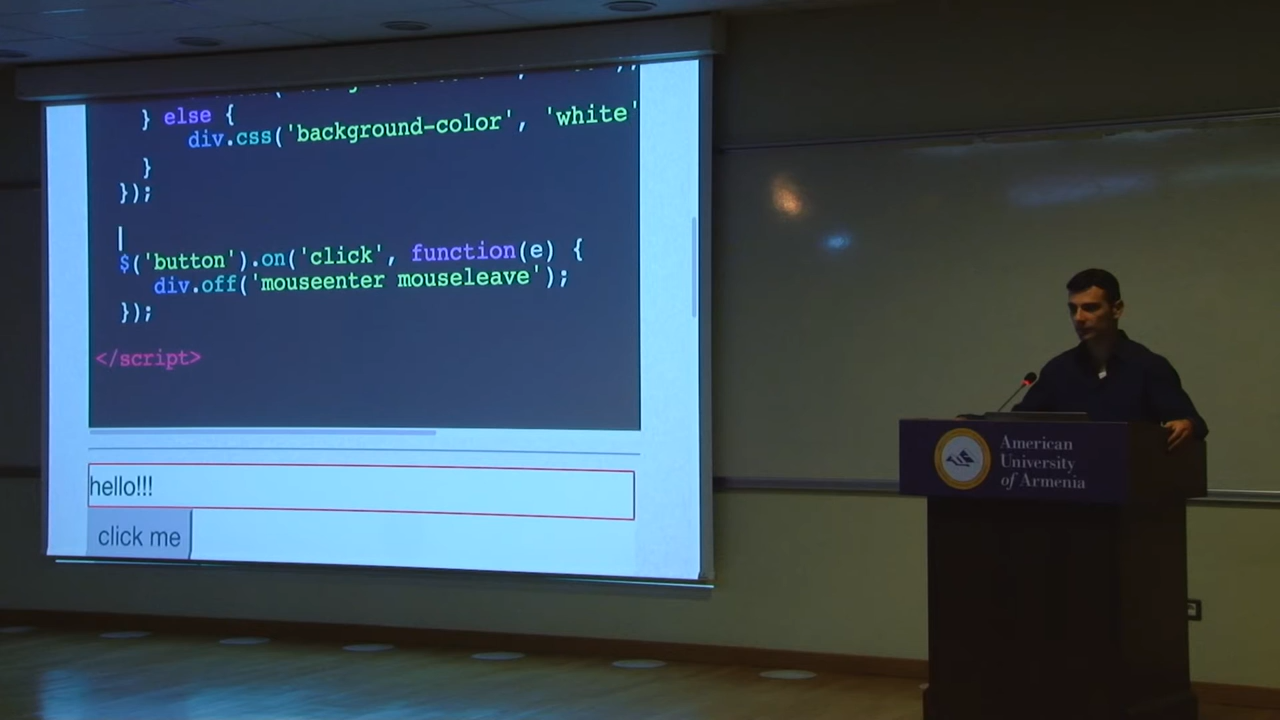 } else {
div.css('background-color', 'white'
}
});
$('button').on('click', function(e) {
div.off('mouseenter mouseleave');
});
</script>
hello!!!
click me
American
University
of Armenia